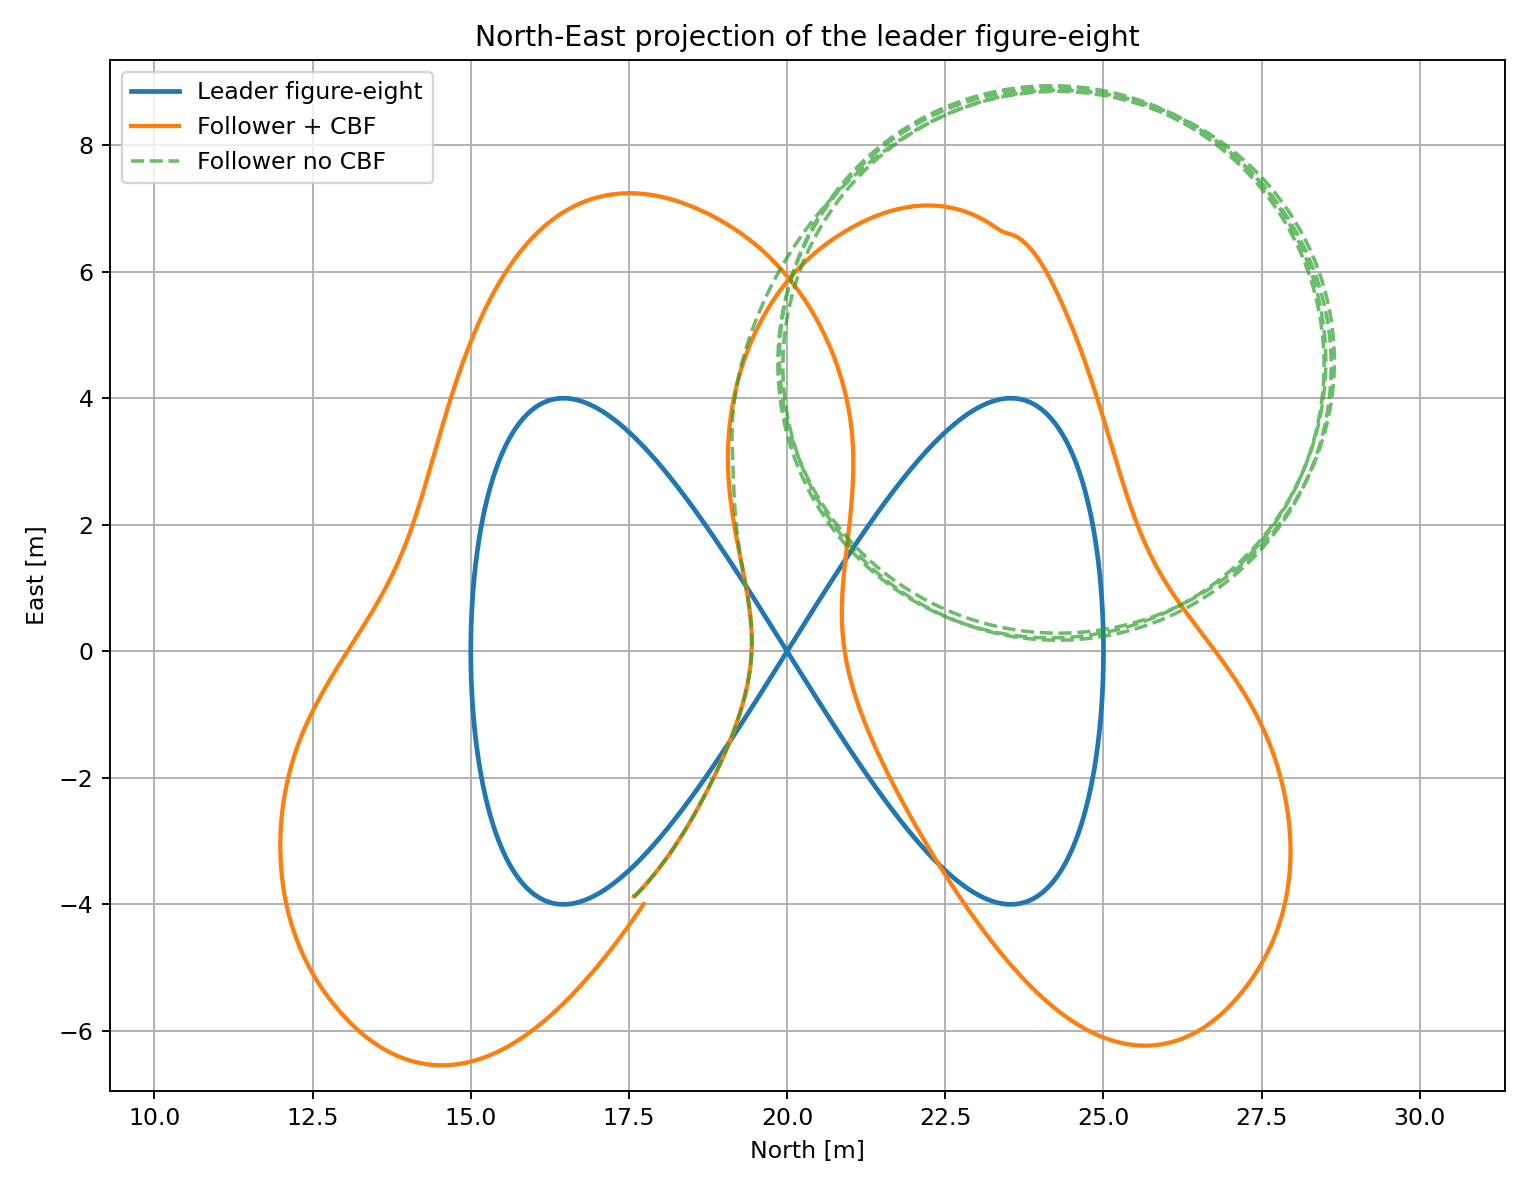 North-East projection of the leader figure-eight
Leader figure-eight
Follower + CBF
Follower no CBF
8
6
4
2
0
−2
−4
−6
East [m]
10.0 12.5 15.0 17.5 20.0 22.5 25.0 27.5 30.0
North [m]